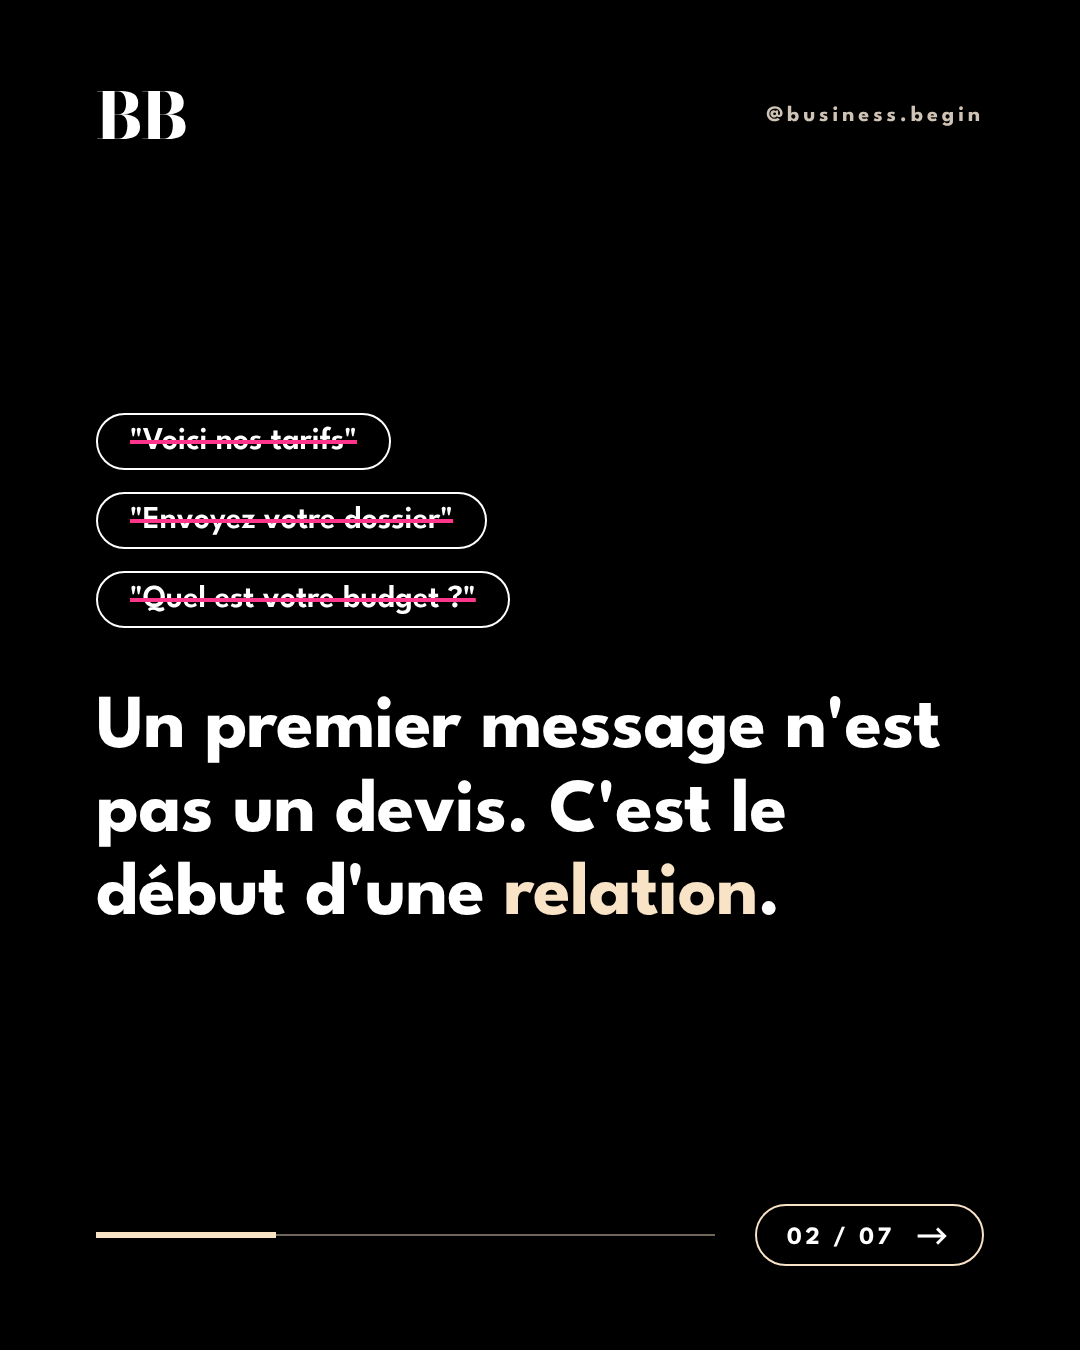 BB
@business.begin
"Voici nos tarifs"
"Envoyez votre dossier"
"Quel est votre budget ?"
Un premier message n'est
pas un devis. C'est le
début d'une relation.
02 / 07 →